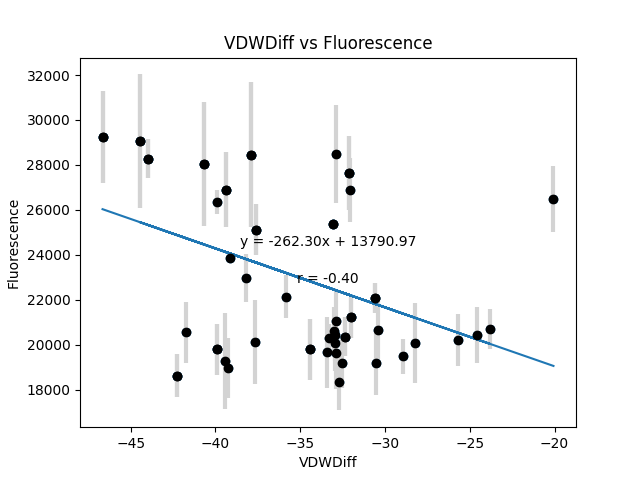 VDWDiff vs Fluorescence
32000
30000
28000
26000
24000
22000
20000
18000
Fluorescence
y = -262.30x + 13790.97
r = -0.40
−45
−40
−35
−30
−25
−20
VDWDiff